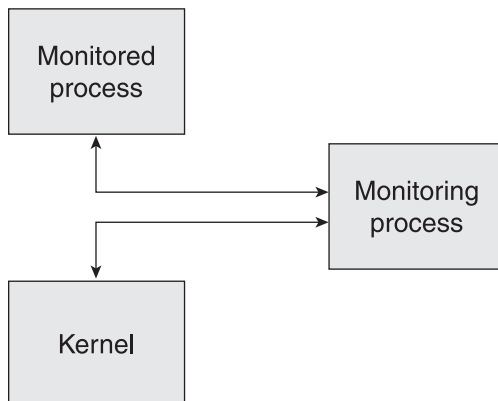 Monitored
process
Monitoring
process
Kernel